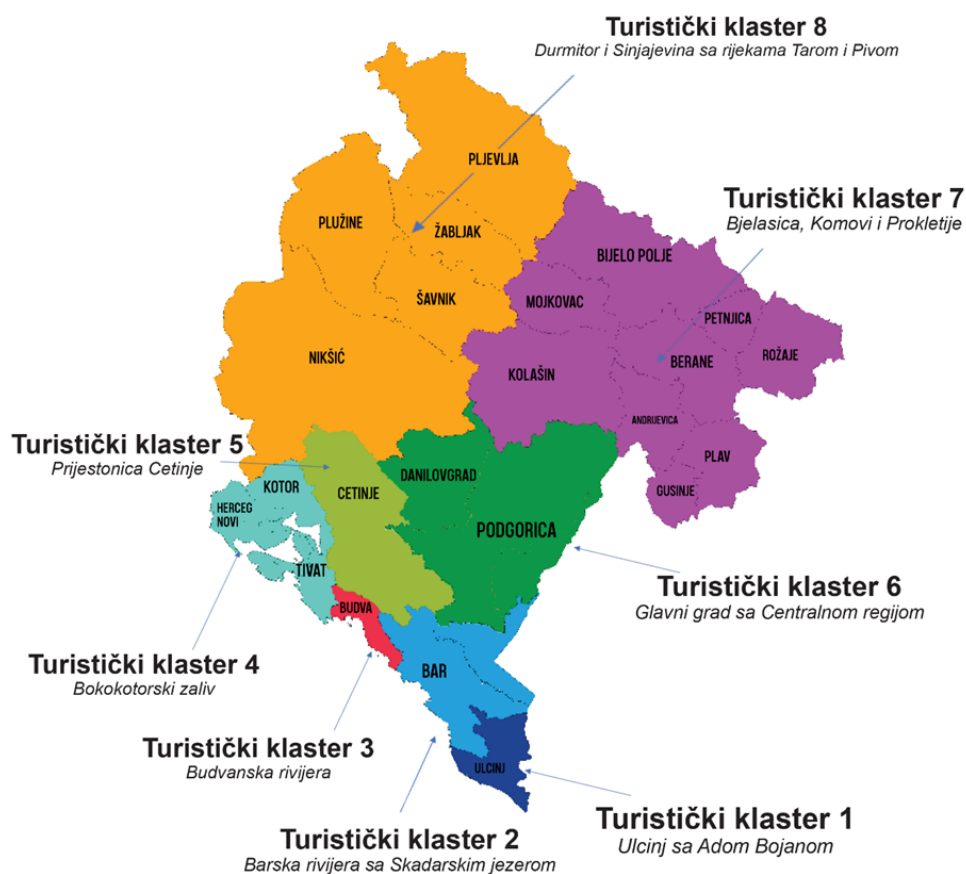 Turistički klaster 8
Durmitor i Sinjajevina sa rijekama Tarom i Pivom
PLJEVLJA
Turistički klaster 7
Bjelasica, Komovi i Prokletije
PLUŽINE
ŽABLJAK
BIJELO POLJE
ŠAVNIK
MOJKOVAC
PETNJICA
NIKŠIĆ
KOLAŠIN
BERANE
ROŽAJE
ANDRIJEVICA
Turistički klaster 5
Prijestonica Cetinje
PLAV
DANILOVGRAD
KOTOR
CETINJE
GUSINJE
HERCEG
NOVI
PODGORICA
TIVAT
Turistički klaster 6
Glavni grad sa Centralnom regijom
BUDVA
Turistički klaster 4
Bokokotorski zaliv
BAR
Turistički klaster 3
Budvanska rivijera
ULCINJ
Turistički klaster 1
Ulcinj sa Adom Bojanom
Turistički klaster 2
Barska rivijera sa Skadarskim jezerom